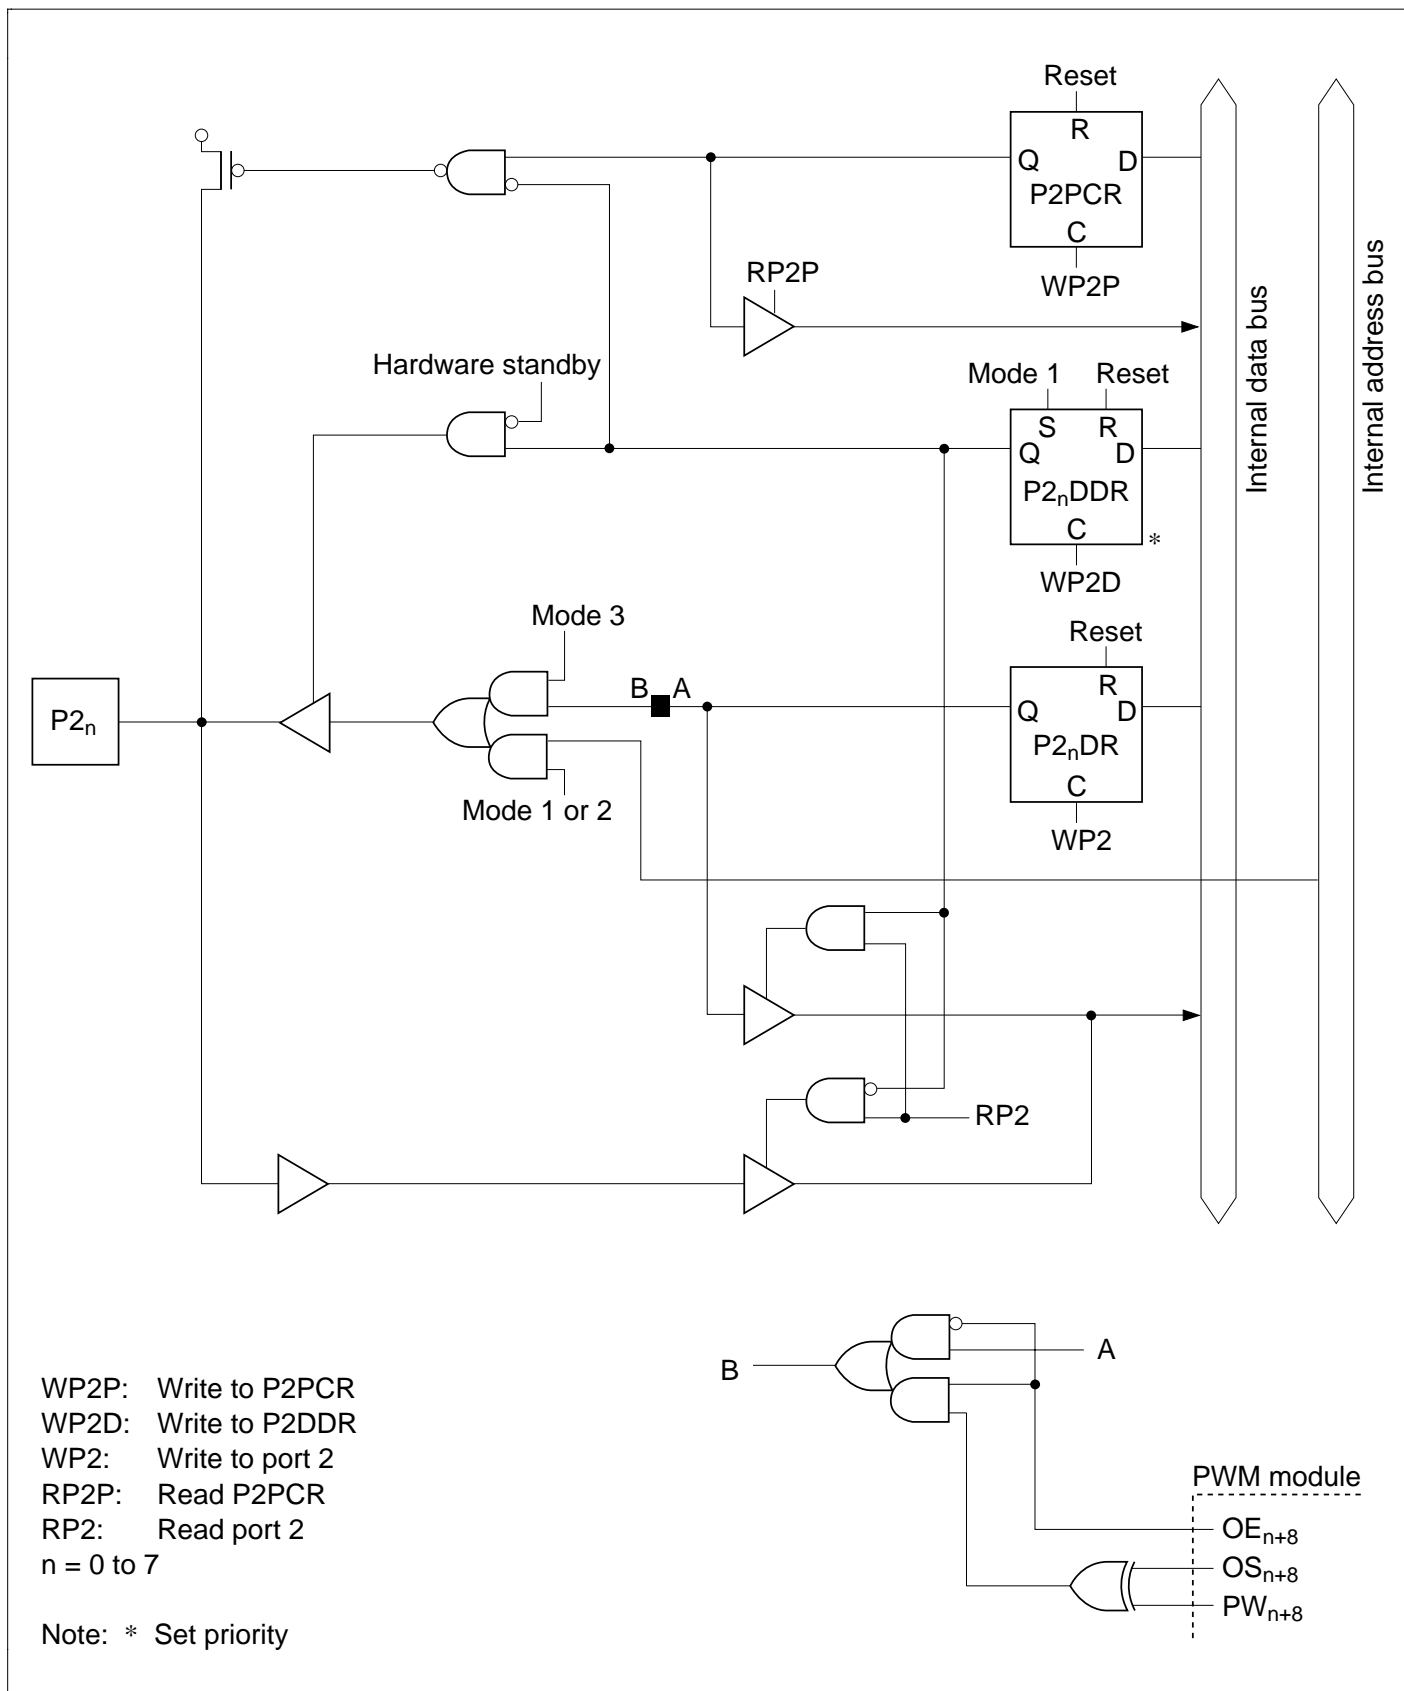 Reset
R
Q D
P2PCR
C
WP2P
RP2P
Internal data bus
Internal address bus
Hardware standby
Mode 1 Reset
S R
Q D
P2nDDR
C
*
WP2D
Mode 3
Reset
B A
R
Q D
P2n
P2nDR
C
Mode 1 or 2
WP2
RP2
A
B
WP2P: Write to P2PCR
WP2D: Write to P2DDR
WP2: Write to port 2
RP2P: Read P2PCR
RP2: Read port 2
n = 0 to 7
PWM module
OEn+8
OSn+8
PWn+8
Note: * Set priority